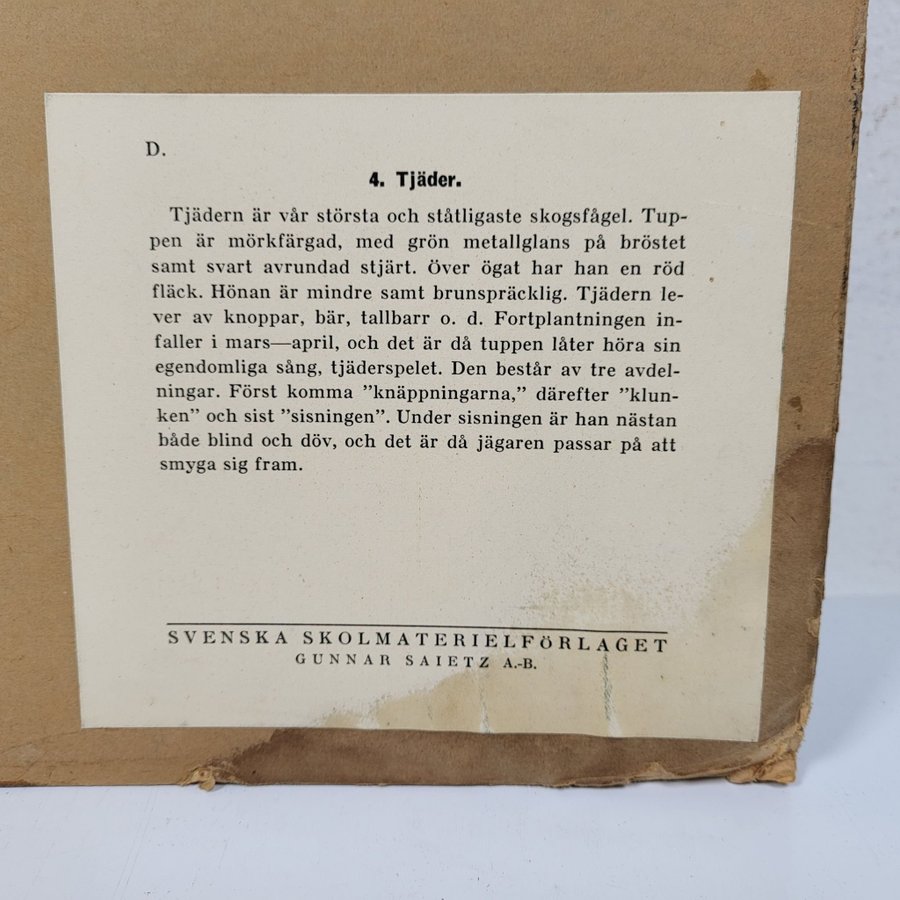 D.
4. Tjäder.
Tjädern är vår största och ståtligaste skogsfågel. Tup-
pen är mörkfärgad, med grön metallglans på bröstet
samt svart avrundad stjärt. Över ögat har han en röd
fläck. Hönan är mindre samt brunspräcklig. Tjädern le-
ver av knoppar, bär, tallbarr o. d. Fortplantningen in-
faller i mars—april, och det är då tuppen låter höra sin
egendomliga sång, tjäderspelet. Den består av tre avdel-
ningar. Först komma "knäppningarna," därefter "klun-
ken" och sist "sisningen". Under sisningen är han nästan
både blind och döv, och det är då jägaren passar på att
smyga sig fram.
SVENSKA SKOLMATERIELFÖRLAGET
GUNNAR SAIETZ A.-B.